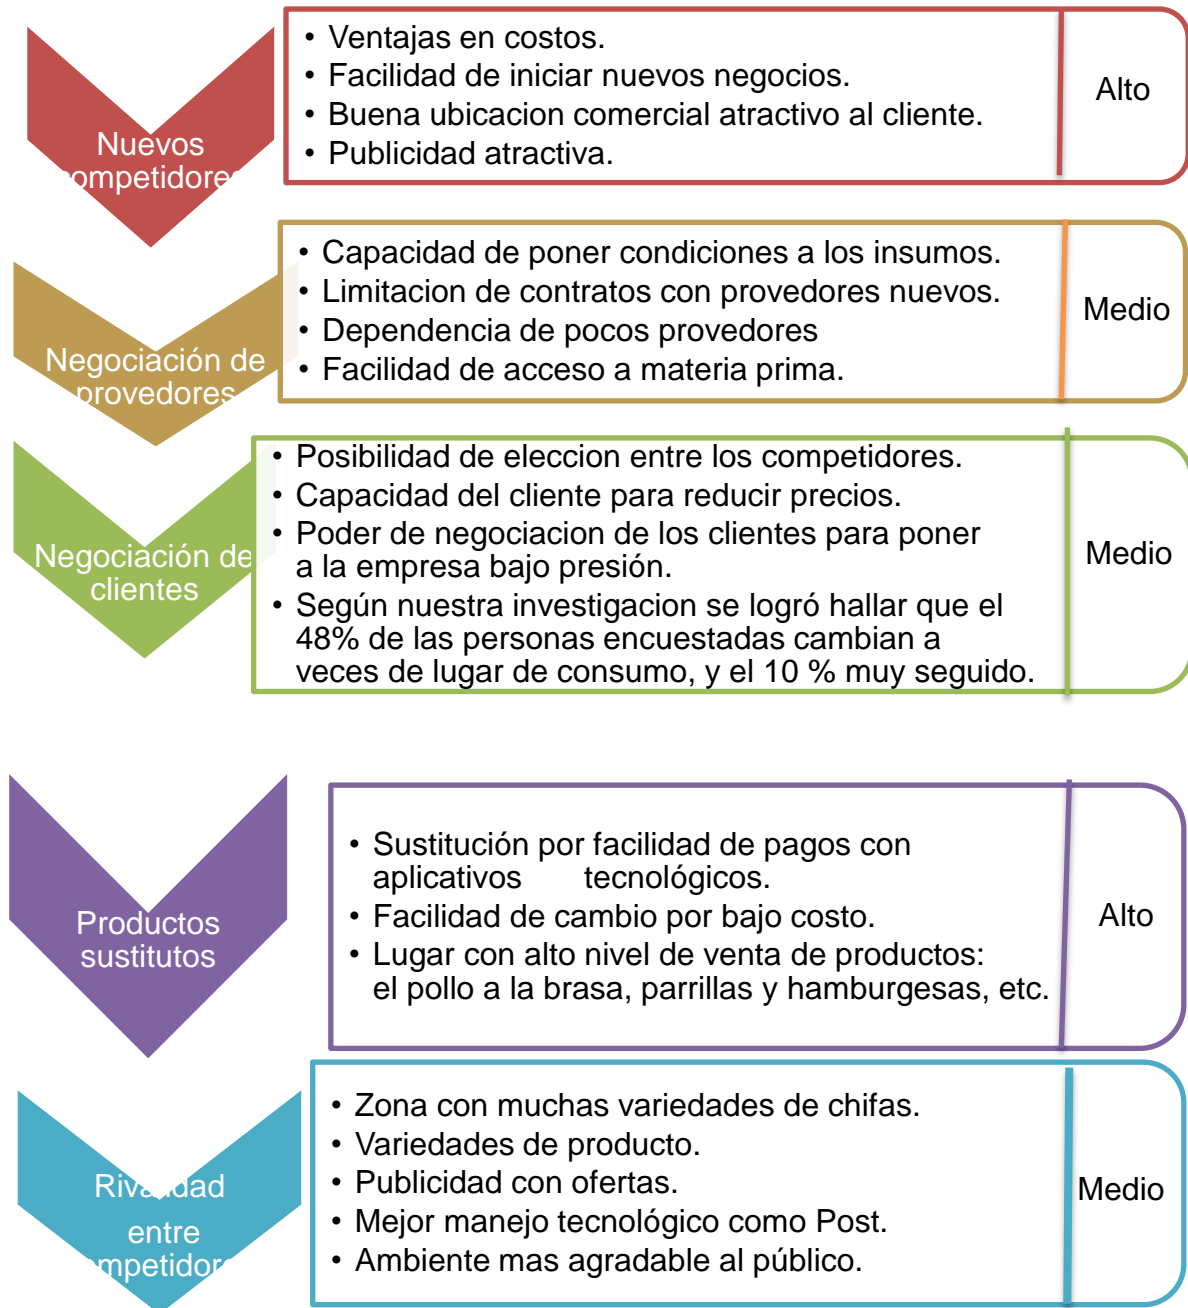 Nuevos
competidores
• Ventajas en costos.
• Facilidad de iniciar nuevos negocios.
• Buena ubicacion comercial atractivo al cliente.
• Publicidad atractiva.
Alto
Negociación de
provedores
• Capacidad de poner condiciones a los insumos.
• Limitacion de contratos con provedores nuevos.
• Dependencia de pocos provedores
• Facilidad de acceso a materia prima.
Medio
Negociación de
clientes
• Posibilidad de eleccion entre los competidores.
• Capacidad del cliente para reducir precios.
• Poder de negociacion de los clientes para poner
a la empresa bajo presión.
• Según nuestra investigacion se logró hallar que el
48% de las personas encuestadas cambian a
veces de lugar de consumo, y el 10 % muy seguido.
Medio
Productos
sustitutos
• Sustitución por facilidad de pagos con
aplicativos tecnológicos.
• Facilidad de cambio por bajo costo.
• Lugar con alto nivel de venta de productos:
el pollo a la brasa, parrillas y hamburgesas, etc.
Alto
Rivalidad
entre
competidores
• Zona con muchas variedades de chifas.
• Variedades de producto.
• Publicidad con ofertas.
• Mejor manejo tecnológico como Post.
• Ambiente mas agradable al público.
Medio